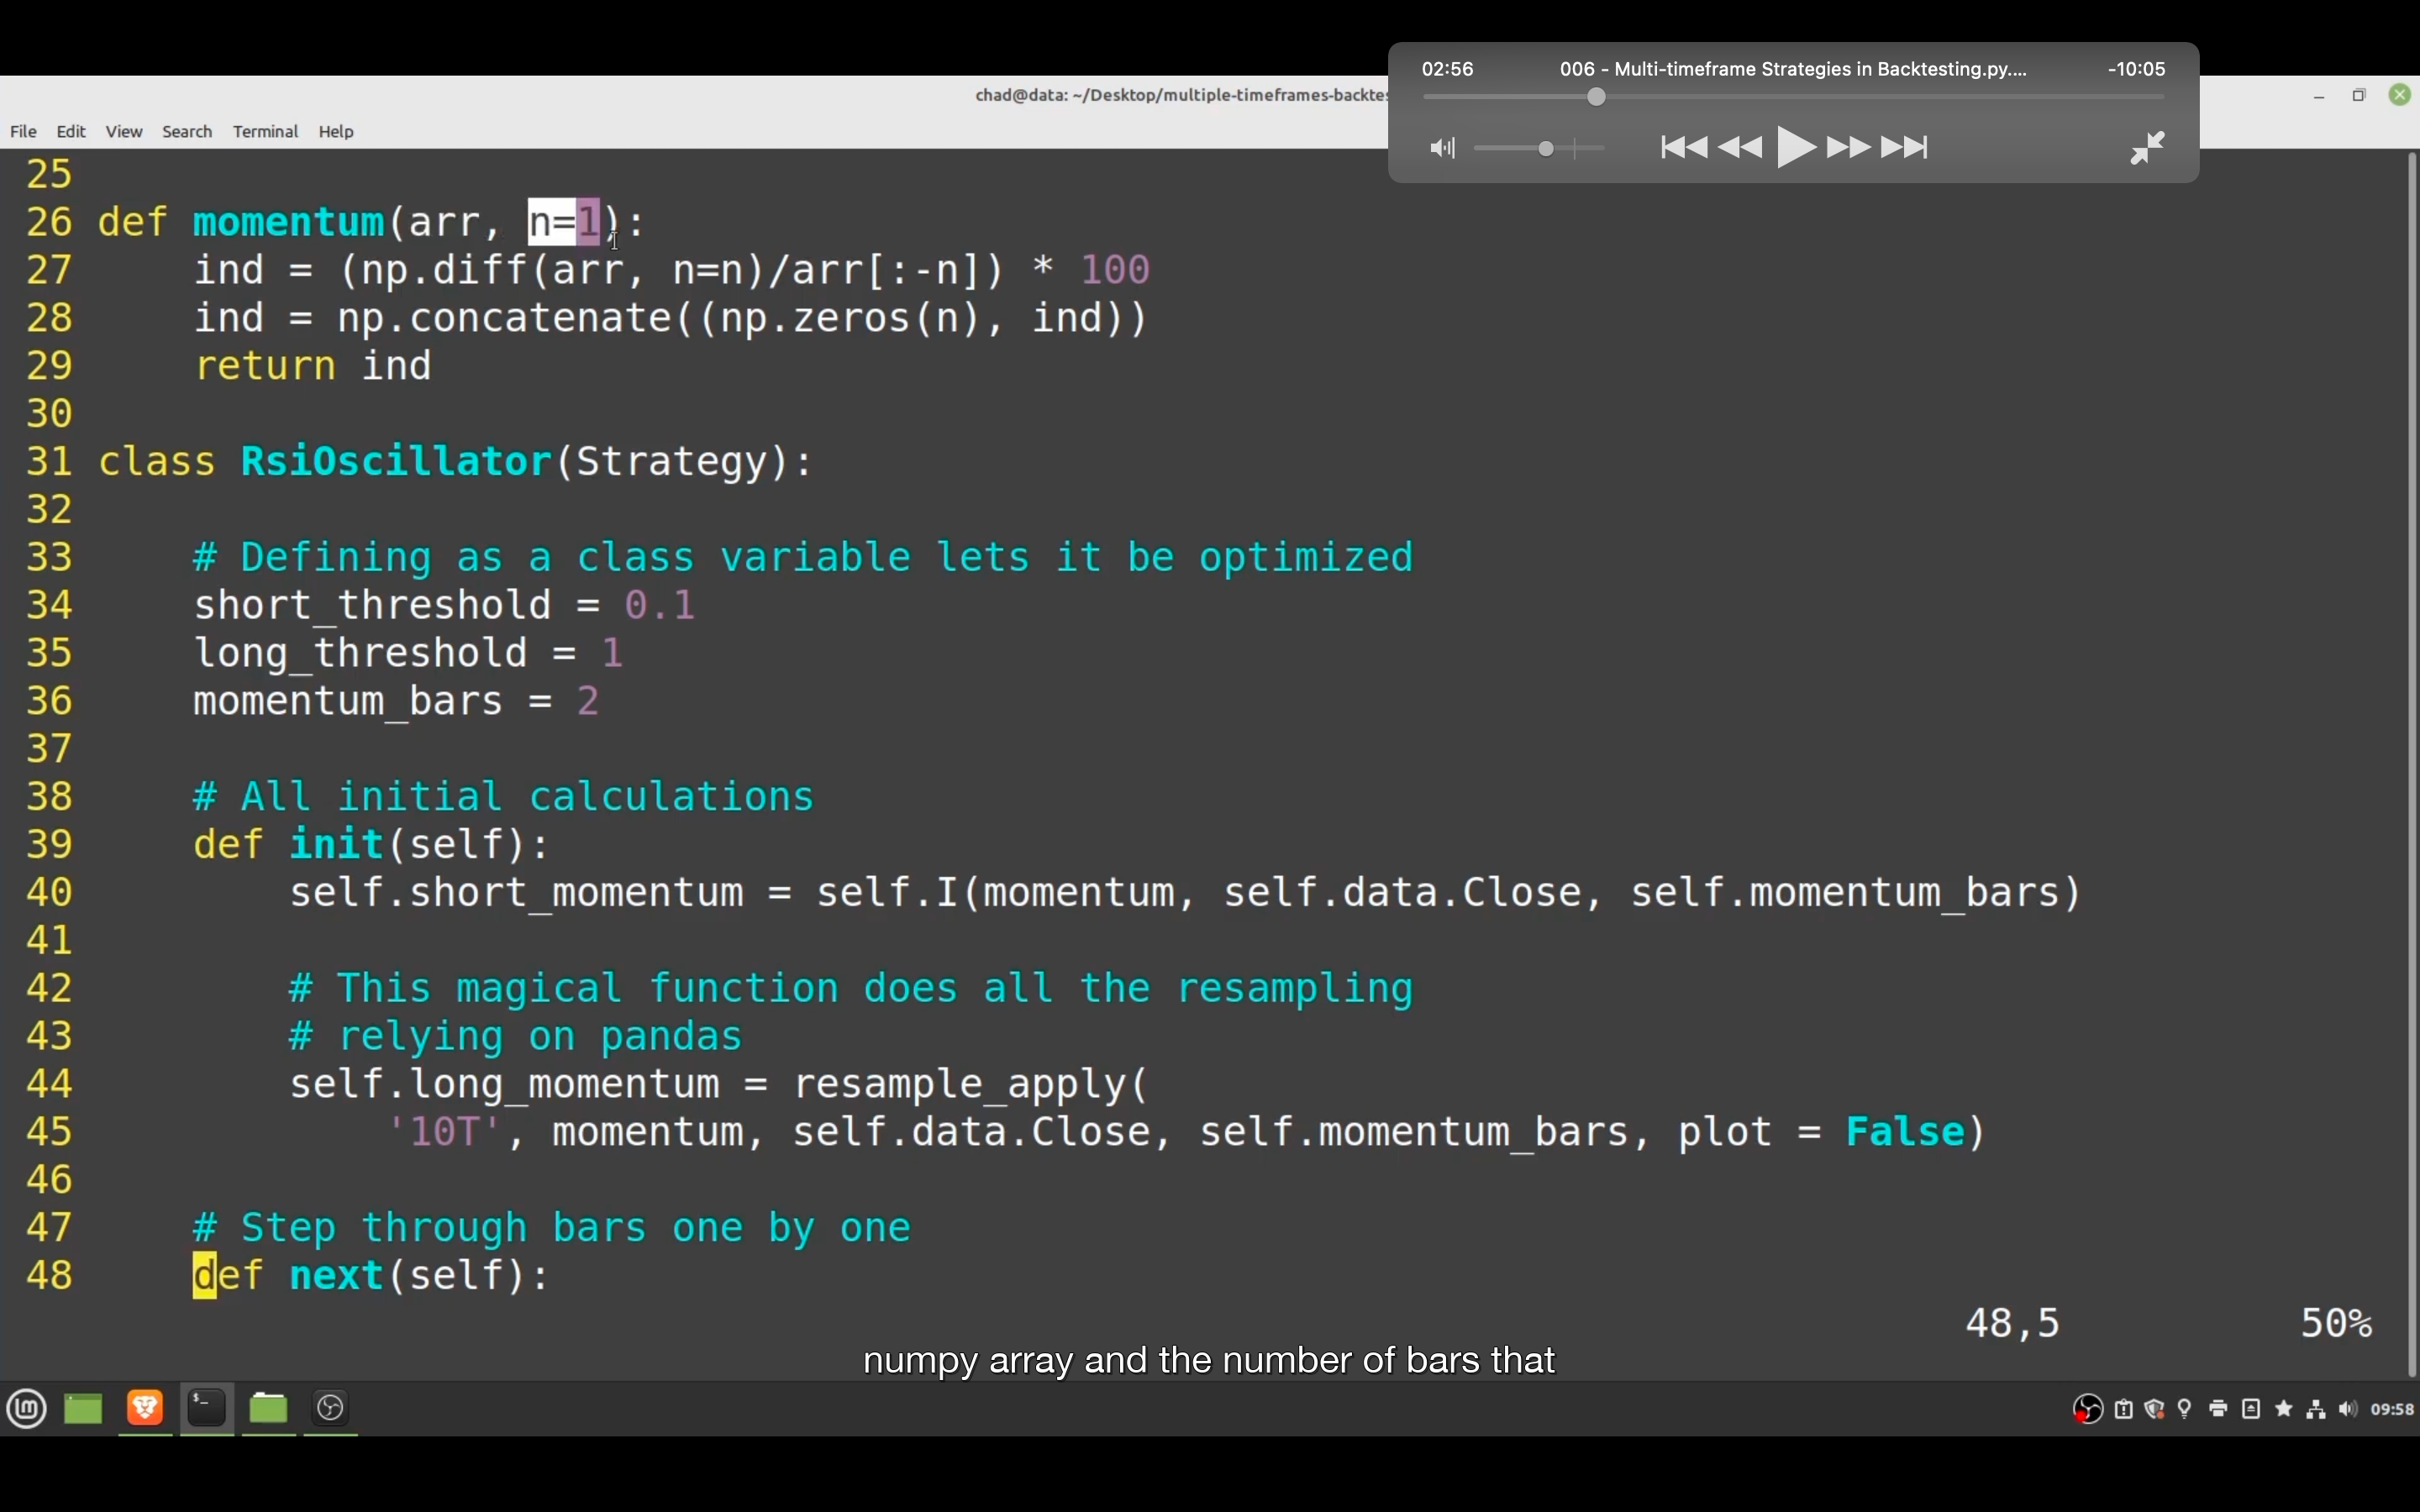 02:56 006 - Multi-timeframe Strategies in Backtesting.py.... -10:05
chad@data: ~/Desktop/multiple-timeframes-backtes
File Edit View Search Terminal Help
25
26 def momentum(arr, n=1):
27     ind = (np.diff(arr, n=n)/arr[:-n]) * 100
28     ind = np.concatenate((np.zeros(n), ind))
29     return ind
30
31 class RsiOscillator(Strategy):
32
33     # Defining as a class variable lets it be optimized
34     short_threshold = 0.1
35     long_threshold = 1
36     momentum_bars = 2
37
38     # All initial calculations
39     def init(self):
40         self.short_momentum = self.I(momentum, self.data.Close, self.momentum_bars)
41
42         # This magical function does all the resampling
43         # relying on pandas
44         self.long_momentum = resample_apply(
45             '10T', momentum, self.data.Close, self.momentum_bars, plot = False)
46
47     # Step through bars one by one
48     def next(self):
48,5 50%
numpy array and the number of bars that
09:58